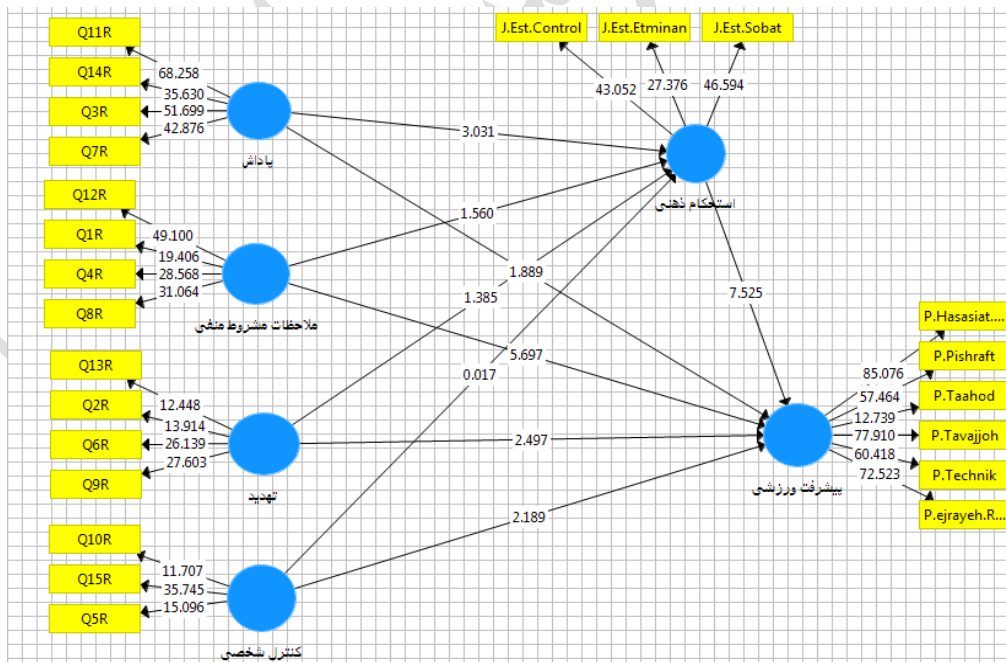 Q11R
Q14R
Q3R
Q7R
68.258
35.630
51.699
42.876
پاداش
Q12R
Q1R
Q4R
Q8R
49.100
19.406
28.568
31.064
ملاحظات مشروط منفی
Q13R
Q2R
Q6R
Q9R
12.448
13.914
26.139
27.603
تهدید
Q10R
Q15R
Q5R
11.707
35.745
15.096
کنترل شخصی
J.Est.Control
J.Est.Etminan
J.Est.Sobat
43.052
27.376
46.594
استحکام ذهنی
3.031
1.560
1.889
1.385
7.525
5.697
0.017
2.497
2.189
پیشرفت ورزشی
85.076
57.464
12.739
77.910
60.418
72.523
P.Hasasiat....
P.Pishraft
P.Taahod
P.Tavajjoh
P.Technik
P.ejrayeh.R...